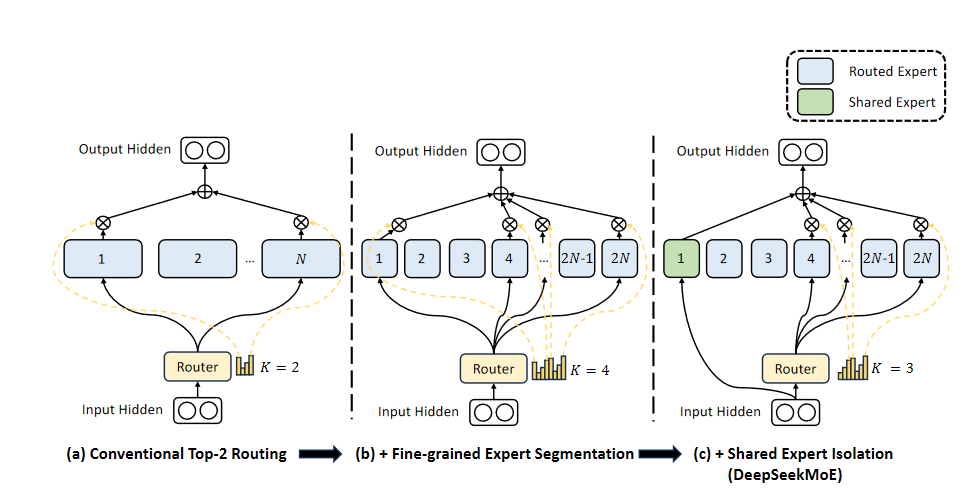 Routed Expert
Shared Expert
Output Hidden
1
2
...
N
Router
K = 2
Input Hidden
(a) Conventional Top-2 Routing
Output Hidden
1
2
3
4
...
2N-1
2N
Router
K = 4
Input Hidden
(b) + Fine-grained Expert Segmentation
Output Hidden
1
2
3
4
...
2N-1
2N
Router
K = 3
Input Hidden
(c) + Shared Expert Isolation
(DeepSeekMoE)